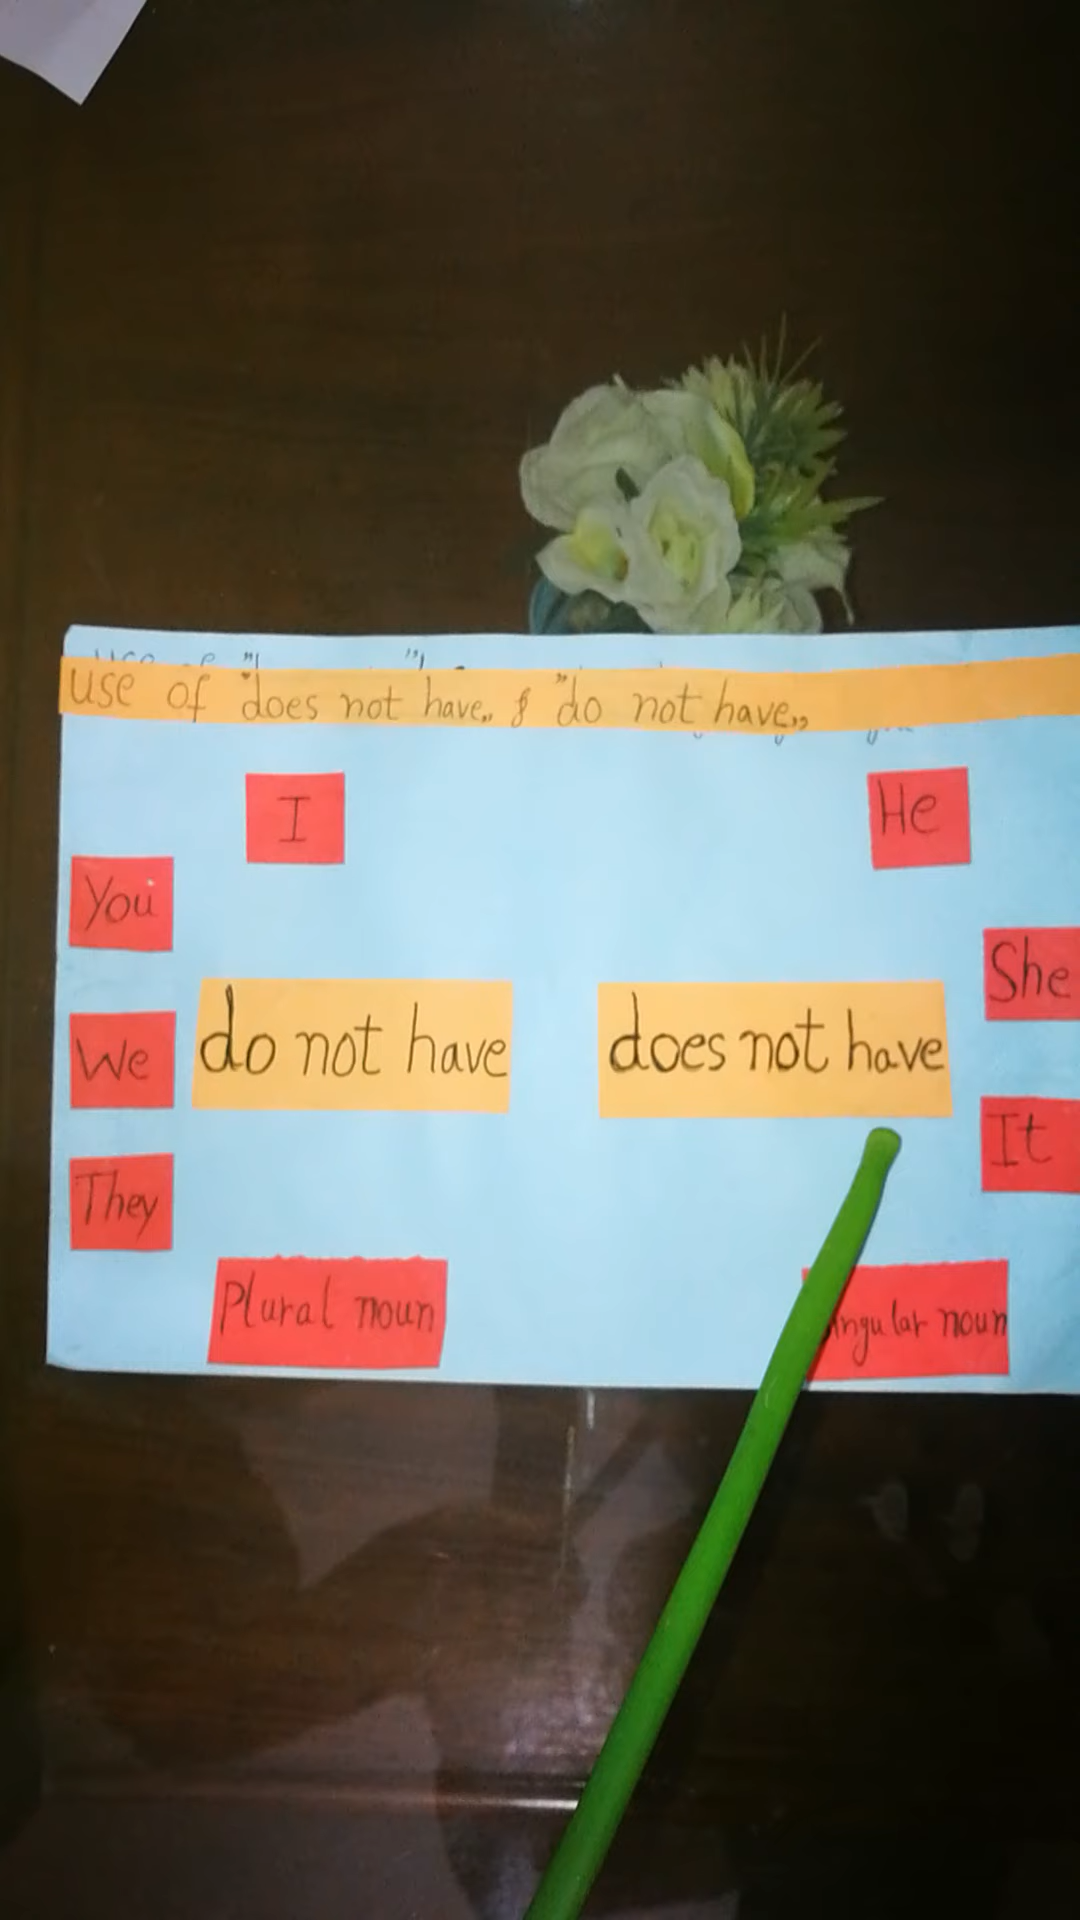 use of "does not have" & "do not have"
I
He
You
She
do not have
does not have
We
It
They
Plural noun
noun